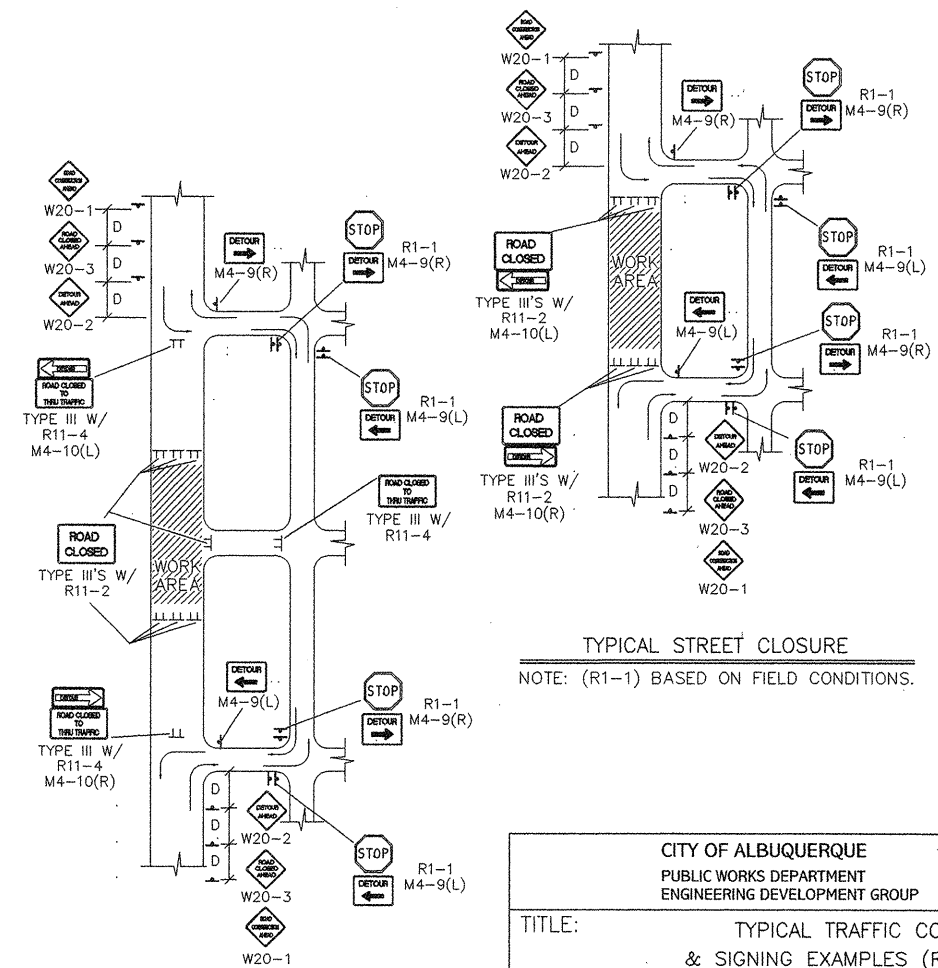 ROAD
CONSTRUCTION
AHEAD
W20-1
ROAD
CLOSED
AHEAD
W20-3
DETOUR
AHEAD
W20-2
D
D
D
DETOUR
M4-9(R)
STOP
DETOUR
R1-1
M4-9(R)
DETOUR
ROAD CLOSED
TO
THRU TRAFFIC
TYPE III W/
R11-4
M4-10(L)
STOP
DETOUR
R1-1
M4-9(L)
ROAD CLOSED
TO
THRU TRAFFIC
TYPE III W/
R11-4
ROAD
CLOSED
TYPE III'S W/
R11-2
WORK
AREA
DETOUR
M4-9(L)
STOP
DETOUR
R1-1
M4-9(R)
DETOUR
ROAD CLOSED
TO
THRU TRAFFIC
TYPE III W/
R11-4
M4-10(R)
D
D
D
DETOUR
AHEAD
W20-2
ROAD
CLOSED
AHEAD
W20-3
ROAD
CONSTRUCTION
AHEAD
W20-1
STOP
DETOUR
R1-1
M4-9(L)
ROAD
CONSTRUCTION
AHEAD
W20-1
ROAD
CLOSED
AHEAD
W20-3
DETOUR
AHEAD
W20-2
D
D
D
DETOUR
M4-9(R)
STOP
DETOUR
R1-1
M4-9(R)
ROAD
CLOSED
DETOUR
TYPE III'S W/
R11-2
M4-10(L)
WORK
AREA
STOP
DETOUR
R1-1
M4-9(L)
DETOUR
M4-9(L)
STOP
DETOUR
R1-1
M4-9(R)
ROAD
CLOSED
DETOUR
TYPE III'S W/
R11-2
M4-10(R)
D
D
D
DETOUR
AHEAD
W20-2
ROAD
CLOSED
AHEAD
W20-3
ROAD
CONSTRUCTION
AHEAD
W20-1
STOP
DETOUR
R1-1
M4-9(L)
TYPICAL STREET CLOSURE
NOTE: (R1-1) BASED ON FIELD CONDITIONS.
CITY OF ALBUQUERQUE
PUBLIC WORKS DEPARTMENT
ENGINEERING DEVELOPMENT GROUP
TITLE:
TYPICAL TRAFFIC CO
& SIGNING EXAMPLES (R